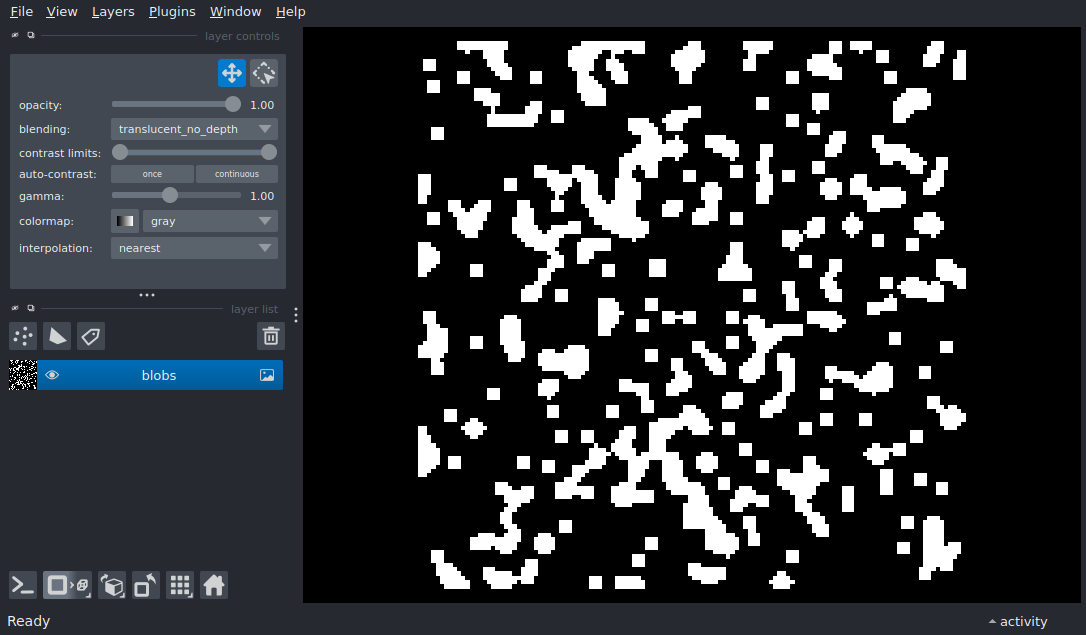 File View Layers Plugins Window Help
layer controls
opacity: 1.00
blending: translucent_no_depth
contrast limits:
auto-contrast: once continuous
gamma: 1.00
colormap: gray
interpolation: nearest
layer list
blobs
Ready activity